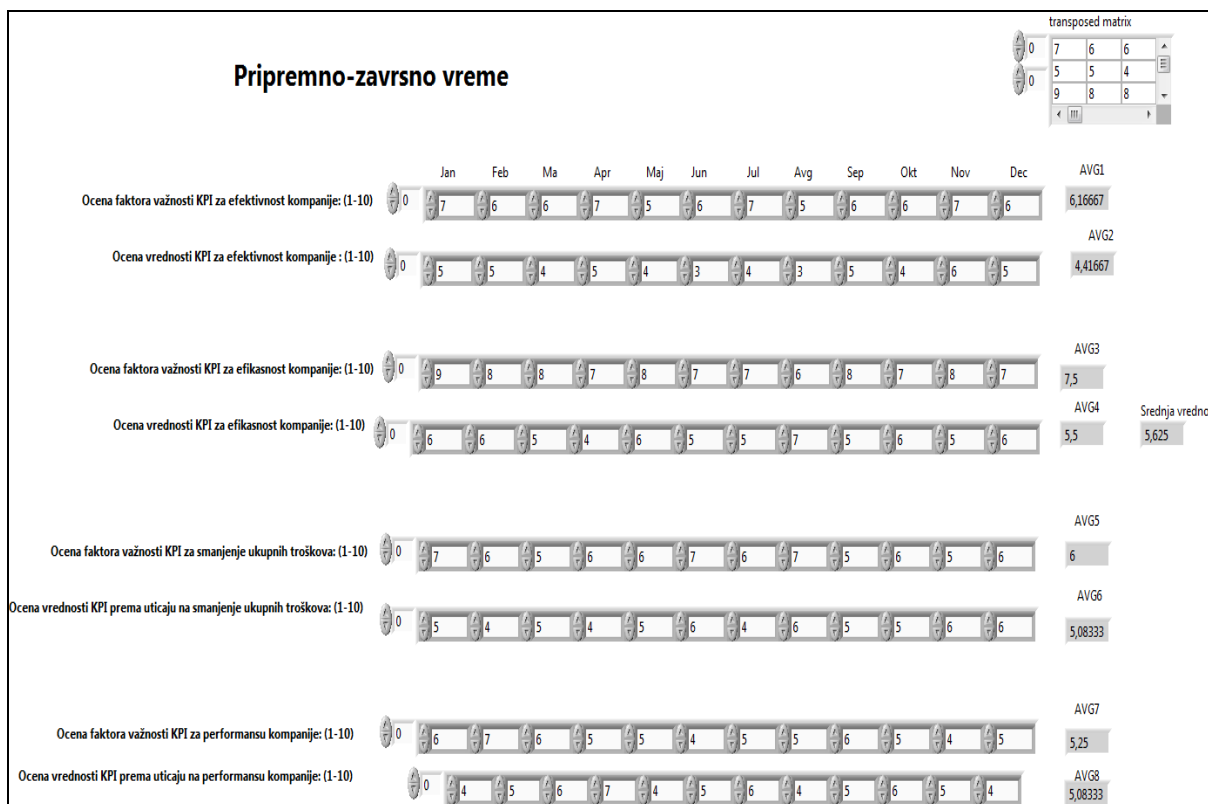 transposed matrix
0 7 6 6
Pripremno-zavrsno vreme
0 5 5 4
9 8 8
Jan Feb Ma Apr Maj Jun Jul Avg Sep Okt Nov Dec AVG1
Ocena faktora važnosti KPI za efektivnost kompanije: (1-10) 0 7 6 6 7 5 6 7 5 6 6 7 6 6,16667
AVG2
Ocena vrednosti KPI za efektivnost kompanije : (1-10) 0 5 5 4 5 4 3 4 3 5 4 6 5 4,41667
AVG3
Ocena faktora važnosti KPI za efikasnost kompanije: (1-10) 0 9 8 8 7 8 7 7 6 8 7 8 7 7,5
AVG4 Srednja vredno
Ocena vrednosti KPI za efikasnost kompanije: (1-10) 0 6 6 5 4 6 5 5 7 5 6 5 6 5,5 5,625
AVG5
Ocena faktora važnosti KPI za smanjenje ukupnih troškova: (1-10) 0 7 6 5 6 6 7 6 7 5 6 5 6 6
AVG6
Ocena vrednosti KPI prema uticaju na smanjenje ukupnih troškova: (1-10) 0 5 4 5 4 5 6 4 6 5 5 6 6 5,08333
AVG7
Ocena faktora važnosti KPI za performansu kompanije: (1-10) 0 6 7 6 5 5 4 5 5 6 5 4 5 5,25
AVG8
Ocena vrednosti KPI prema uticaju na performansu kompanije: (1-10) 0 4 5 6 7 4 5 6 4 5 6 5 4 5,08333